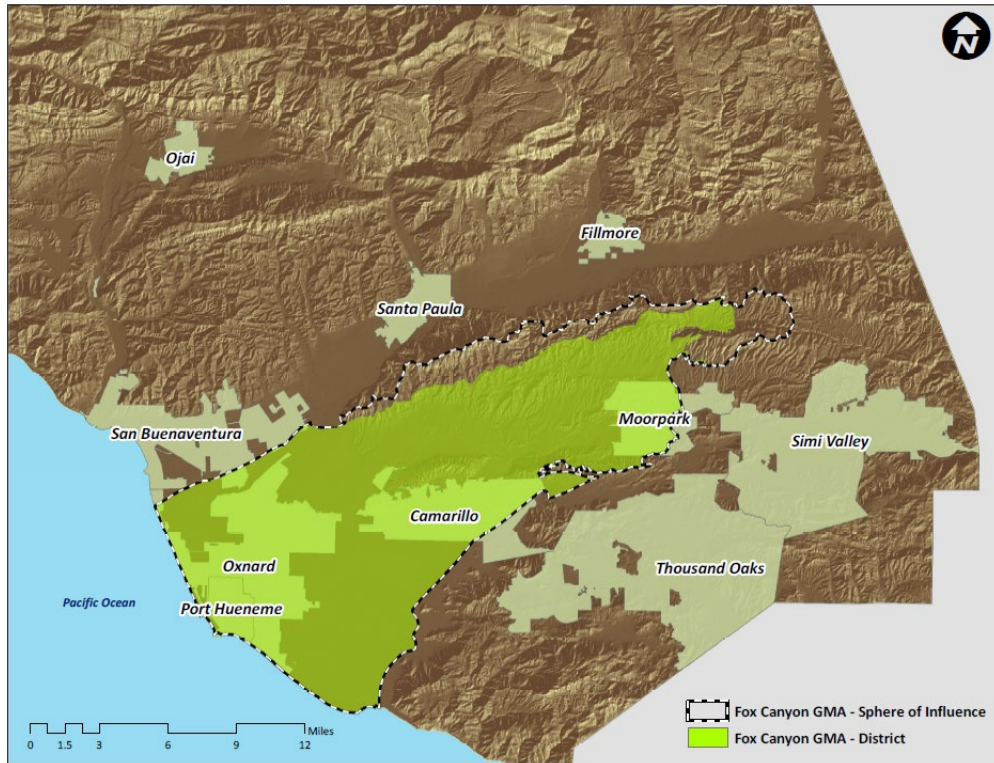 N
Ojai
Fillmore
Santa Paula
San Buenaventura
Moorpark
Simi Valley
Camarillo
Oxnard
Thousand Oaks
Port Hueneme
Pacific Ocean
Fox Canyon GMA - Sphere of Influence
Fox Canyon GMA - District
Miles
0 1.5 3 6 9 12